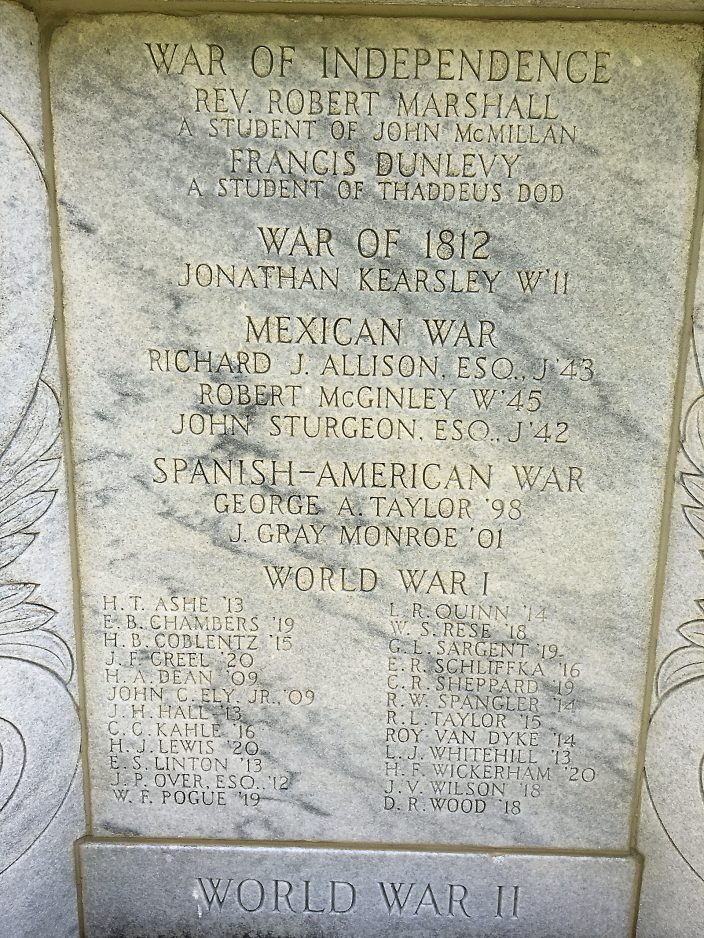 WAR OF INDEPENDENCE
REV. ROBERT MARSHALL
A STUDENT OF JOHN McMILLAN
FRANCIS DUNLEVY
A STUDENT OF THADDEUS DOD
WAR OF 1812
JONATHAN KEARSLEY W'11
MEXICAN WAR
RICHARD J. ALLISON, ESQ., J'43
ROBERT McGINLEY W'45
JOHN STURGEON, ESQ., J'42
SPANISH-AMERICAN WAR
GEORGE A. TAYLOR '98
J. GRAY MONROE '01
WORLD WAR I
H. T. ASHE '13
E. B. CHAMBERS '19
H. B. COBLENTZ '15
J. F. CREEL '20
H. A. DEAN '09
JOHN C. ELY, JR., '09
J. H. HALL '13
C. C. KAHLE '16
H. J. LEWIS '20
E. S. LINTON '13
J. P. OVER, ESQ., '12
W. F. POGUE '19
L. R. QUINN '14
W. S. RESE '18
G. L. SARGENT '19
E. R. SCHLIFFKA '16
C. R. SHEPPARD '19
R. W. SPANGLER '14
R. L. TAYLOR '15
ROY VAN DYKE '14
L. J. WHITEHILL '13
H. F. WICKERHAM '20
J. V. WILSON '18
D. R. WOOD '18
WORLD WAR II